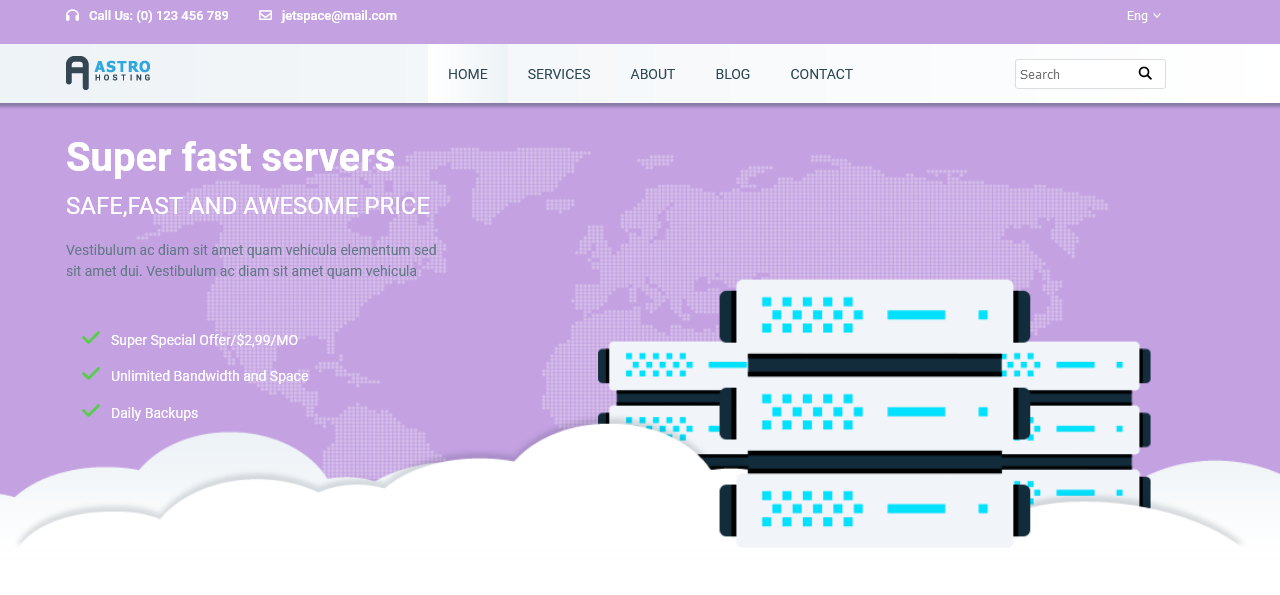 Call Us: (0) 123 456 789
jetspace@mail.com
Eng
ASTRO
HOSTING
HOME
SERVICES
ABOUT
BLOG
CONTACT
Search
Super fast servers
SAFE,FAST AND AWESOME PRICE
Vestibulum ac diam sit amet quam vehicula elementum sed
sit amet dui. Vestibulum ac diam sit amet quam vehicula
Super Special Offer/$2,99/MO
Unlimited Bandwidth and Space
Daily Backups